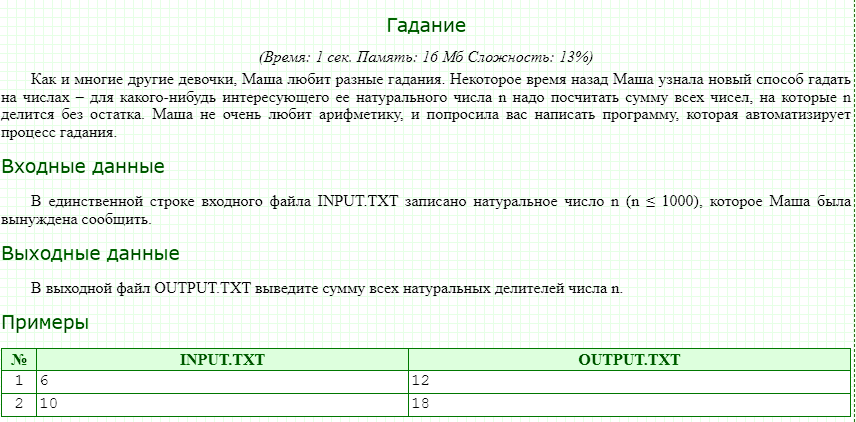 Гадание
(Время: 1 сек. Память: 16 Мб Сложность: 13%)
Как и многие другие девочки, Маша любит разные гадания. Некоторое время назад Маша узнала новый способ гадать
на числах – для какого-нибудь интересующего ее натурального числа n надо посчитать сумму всех чисел, на которые n
делится без остатка. Маша не очень любит арифметику, и попросила вас написать программу, которая автоматизирует
процесс гадания.
Входные данные
В единственной строке входного файла INPUT.TXT записано натуральное число n (n ≤ 1000), которое Маша была
вынуждена сообщить.
Выходные данные
В выходной файл OUTPUT.TXT выведите сумму всех натуральных делителей числа n.
Примеры
№ INPUT.TXT OUTPUT.TXT
1 6 12
2 10 18